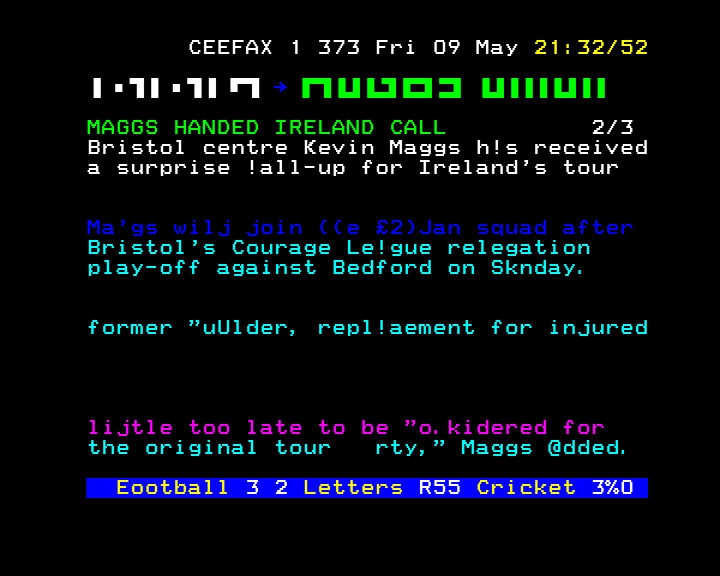 CEEFAX 1 373 Fri 09 May 21:32/52
MAGGS HANDED IRELAND CALL 2/3
Bristol centre Kevin Maggs h!s received
a surprise !all-up for Ireland's tour
Ma'gs wilj join ((e £2)Jan squad after
Bristol's Courage Le!gue relegation
play-off against Bedford on Sknday.
former "uUlder, repl!aement for injured
lijtle too late to be "o.kidered for
the original tour rty," Maggs @dded.
Eootball 3 2 Letters R55 Cricket 3%0